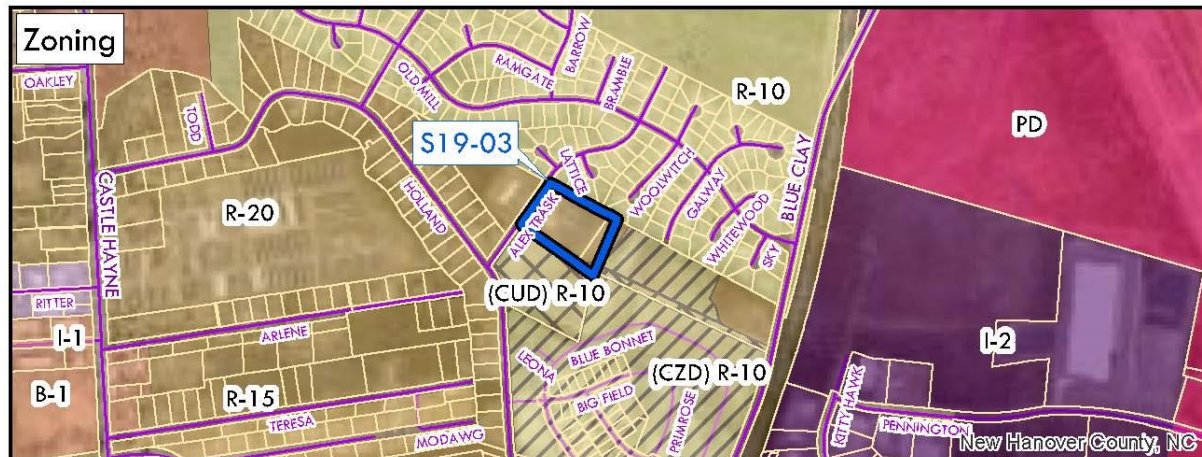 Zoning
OAKLEY
TODD
OLD MILL
RAMGATE
BARROW
BRAMBLE
R-10
PD
S19-03
LATTICE
WOOLWITCH
GALWAY
WHITEWOOD
SKY
BLUE CLAY
CASTLE HAYNE
R-20
HOLLAND
ALEX TRASK
(CUD) R-10
RITTER
I-1
ARLENE
B-1
R-15
TERESA
MODAWG
LEONA
BLUE BONNET
BIG FIELD
(CZD) R-10
PRIMROSE
I-2
KITTY HAWK
PENNINGTON
New Hanover County, NC